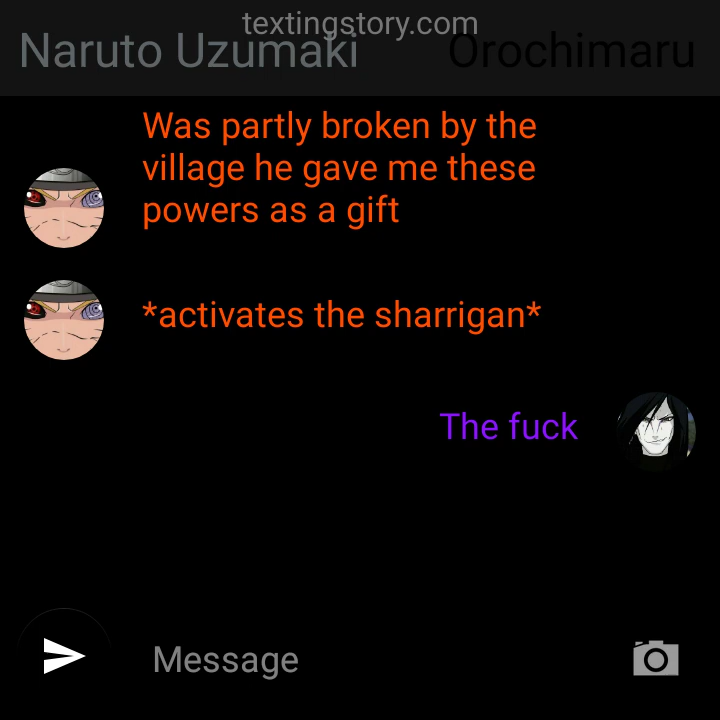 textingstory.com
Naruto Uzumaki
Orochimaru
Was partly broken by the
village he gave me these
powers as a gift
*activates the sharrigan*
The fuck
Message